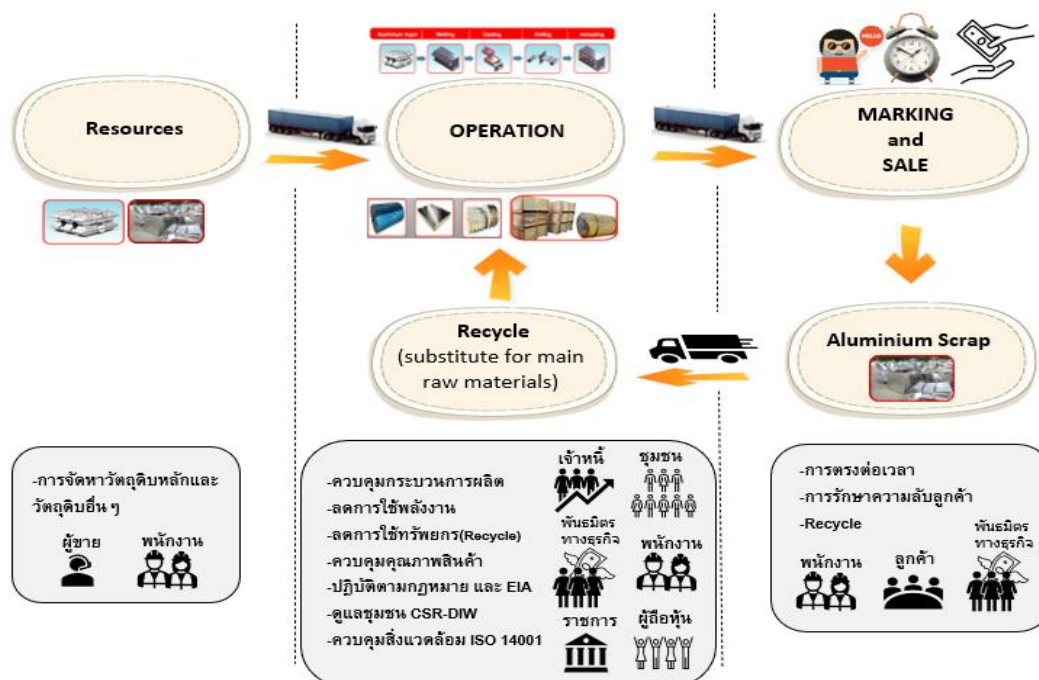 Aluminium Ingot
Melting
Casting
Rolling
Annealing
HELLO
Resources
OPERATION
MARKING
and
SALE
Recycle
(substitute for main
raw materials)
Aluminium Scrap
-การจัดหาวัตถุดิบหลักและ
วัตถุดิบอื่น ๆ
ผู้ขาย
พนักงาน
-ควบคุมกระบวนการผลิต
-ลดการใช้พลังงาน
-ลดการใช้ทรัพยกร(Recycle)
-ควบคุมคุณภาพสินค้า
-ปฏิบัติตามกฎหมาย และ EIA
-ดูแลชุมชน CSR-DIW
-ควบคุมสิ่งแวดล้อม ISO 14001
เจ้าหนี้
ชุมชน
พันธมิตร
ทางธุรกิจ
พนักงาน
ราชการ
ผู้ถือหุ้น
-การตรงต่อเวลา
-การรักษาความลับลูกค้า
-Recycle
พนักงาน
ลูกค้า
พันธมิตร
ทางธุรกิจ